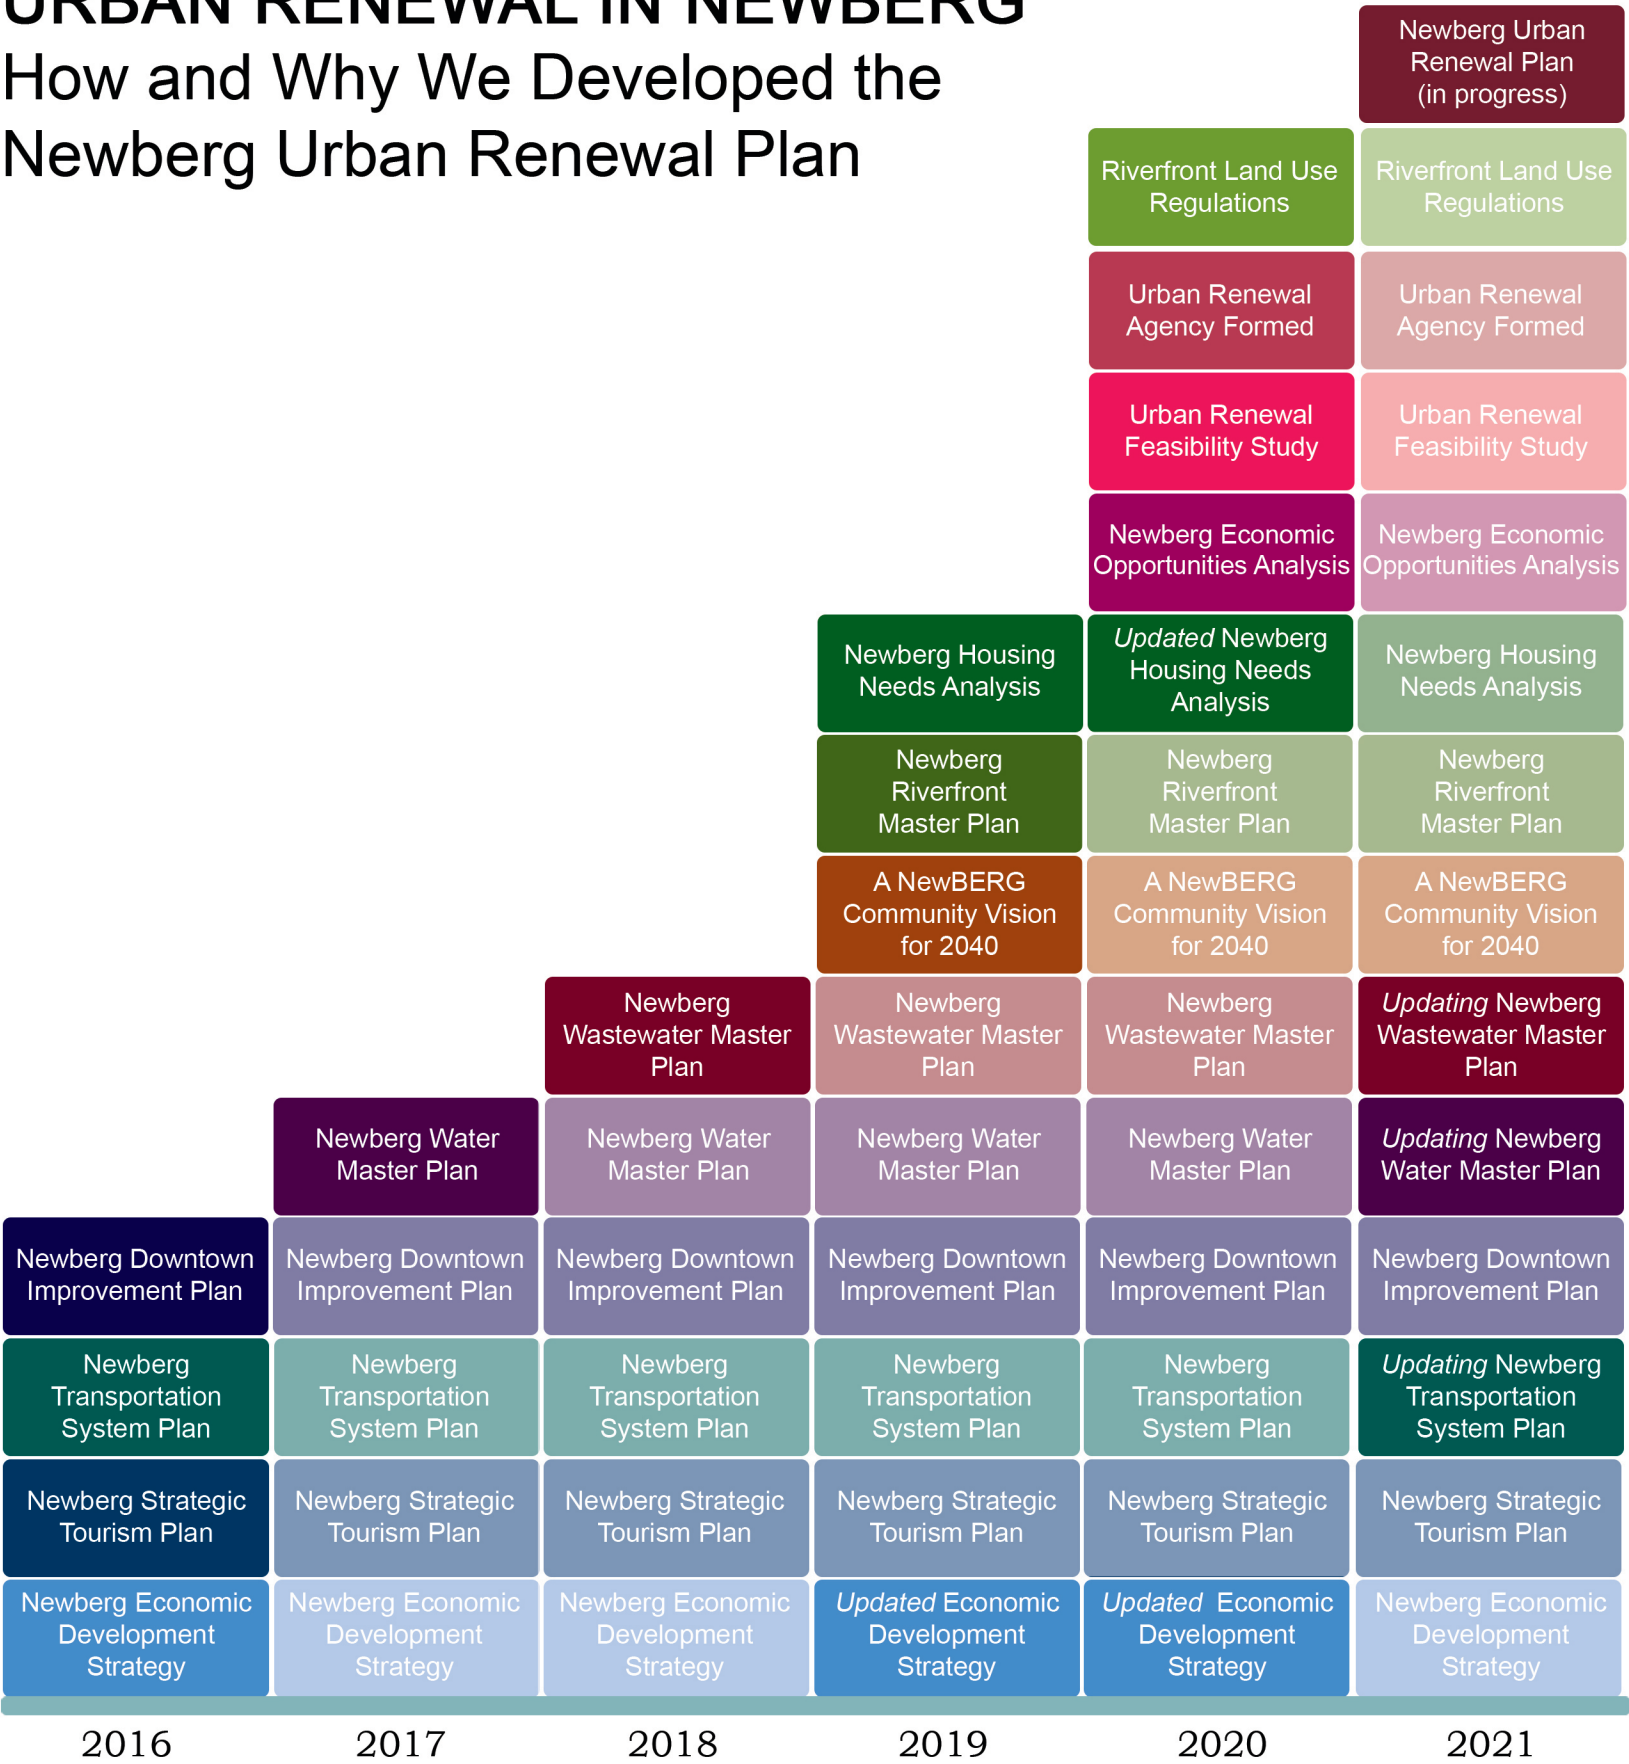 URBAN RENEWAL IN NEWBERG
How and Why We Developed the
Newberg Urban Renewal Plan
Newberg Urban
Renewal Plan
(in progress)
Riverfront Land Use
Regulations
Riverfront Land Use
Regulations
Urban Renewal
Agency Formed
Urban Renewal
Agency Formed
Urban Renewal
Feasibility Study
Urban Renewal
Feasibility Study
Newberg Economic
Opportunities Analysis
Newberg Economic
Opportunities Analysis
Newberg Housing
Needs Analysis
Updated Newberg
Housing Needs
Analysis
Newberg Housing
Needs Analysis
Newberg
Riverfront
Master Plan
Newberg
Riverfront
Master Plan
Newberg
Riverfront
Master Plan
A NewBERG
Community Vision
for 2040
A NewBERG
Community Vision
for 2040
A NewBERG
Community Vision
for 2040
Newberg
Wastewater Master
Plan
Newberg
Wastewater Master
Plan
Newberg
Wastewater Master
Plan
Updating Newberg
Wastewater Master
Plan
Newberg Water
Master Plan
Newberg Water
Master Plan
Newberg Water
Master Plan
Newberg Water
Master Plan
Updating Newberg
Water Master Plan
Newberg Downtown
Improvement Plan
Newberg Downtown
Improvement Plan
Newberg Downtown
Improvement Plan
Newberg Downtown
Improvement Plan
Newberg Downtown
Improvement Plan
Newberg Downtown
Improvement Plan
Newberg
Transportation
System Plan
Newberg
Transportation
System Plan
Newberg
Transportation
System Plan
Newberg
Transportation
System Plan
Newberg
Transportation
System Plan
Updating Newberg
Transportation
System Plan
Newberg Strategic
Tourism Plan
Newberg Strategic
Tourism Plan
Newberg Strategic
Tourism Plan
Newberg Strategic
Tourism Plan
Newberg Strategic
Tourism Plan
Newberg Strategic
Tourism Plan
Newberg Economic
Development
Strategy
Newberg Economic
Development
Strategy
Newberg Economic
Development
Strategy
Updated Economic
Development
Strategy
Updated Economic
Development
Strategy
Newberg Economic
Development
Strategy
2016 2017 2018 2019 2020 2021